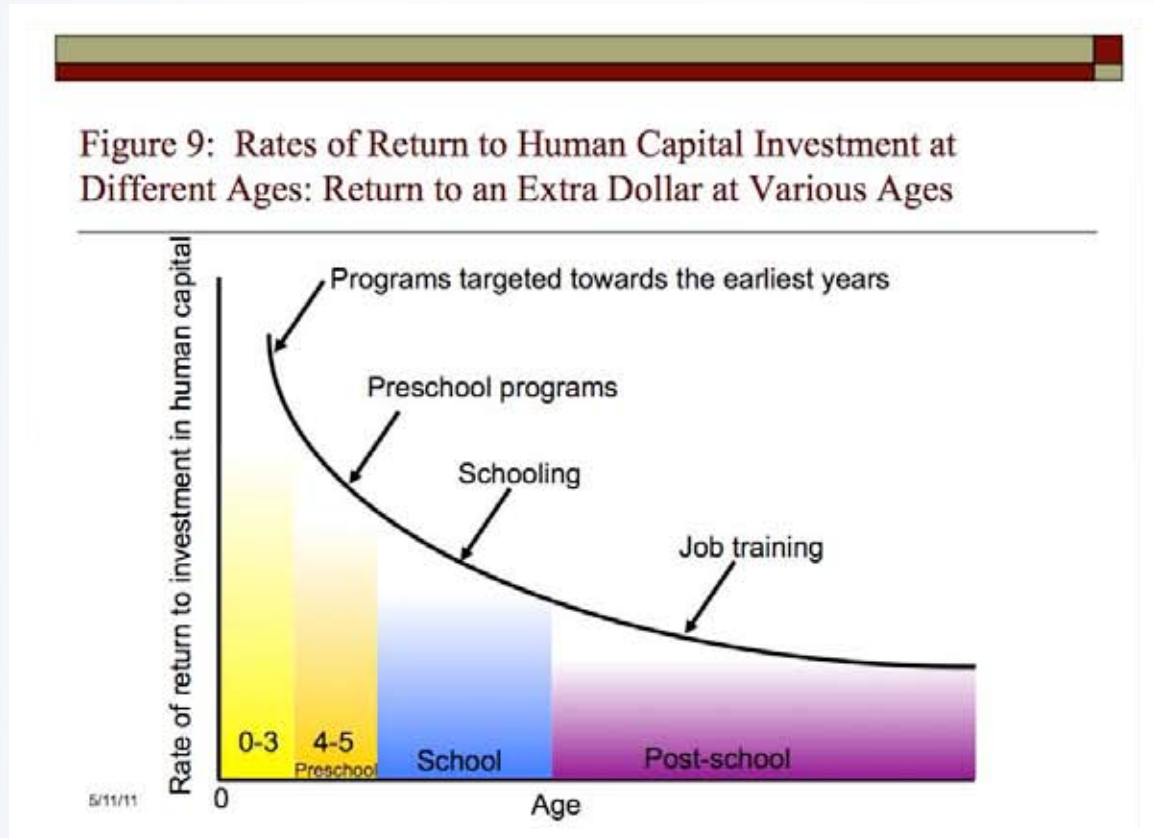 Figure 9: Rates of Return to Human Capital Investment at
Different Ages: Return to an Extra Dollar at Various Ages
Rate of return to investment in human capital
Programs targeted towards the earliest years
Preschool programs
Schooling
Job training
0-3
4-5
Preschool
School
Post-school
0
Age
5/11/11